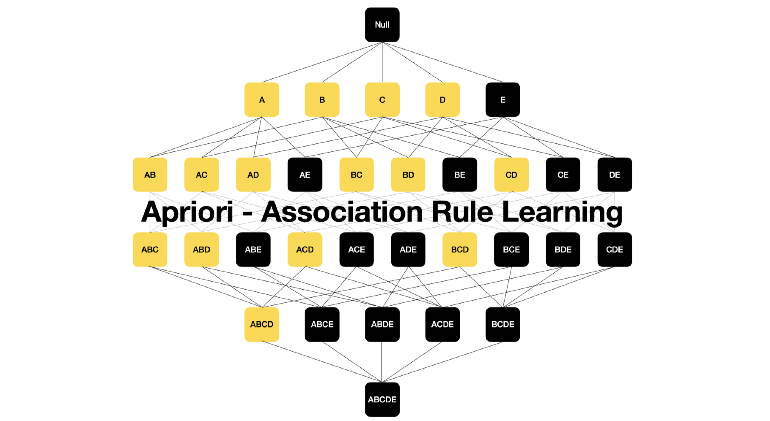 Null
A B C D E
AB AC AD AE BC BD BE CD CE DE
Apriori - Association Rule Learning
ABC ABD ABE ACD ACE ADE BCD BCE BDE CDE
ABCD ABCE ABDE ACDE BCDE
ABCDE